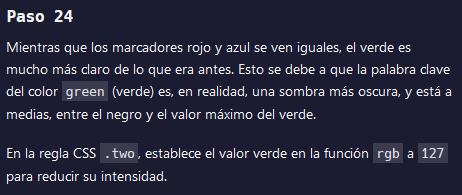 Paso 24
Mientras que los marcadores rojo y azul se ven iguales, el verde es
mucho más claro de lo que era antes. Esto se debe a que la palabra clave
del color green (verde) es, en realidad, una sombra más oscura, y está a
medias, entre el negro y el valor máximo del verde.
En la regla CSS .two, establece el valor verde en la función rgb a 127
para reducir su intensidad.